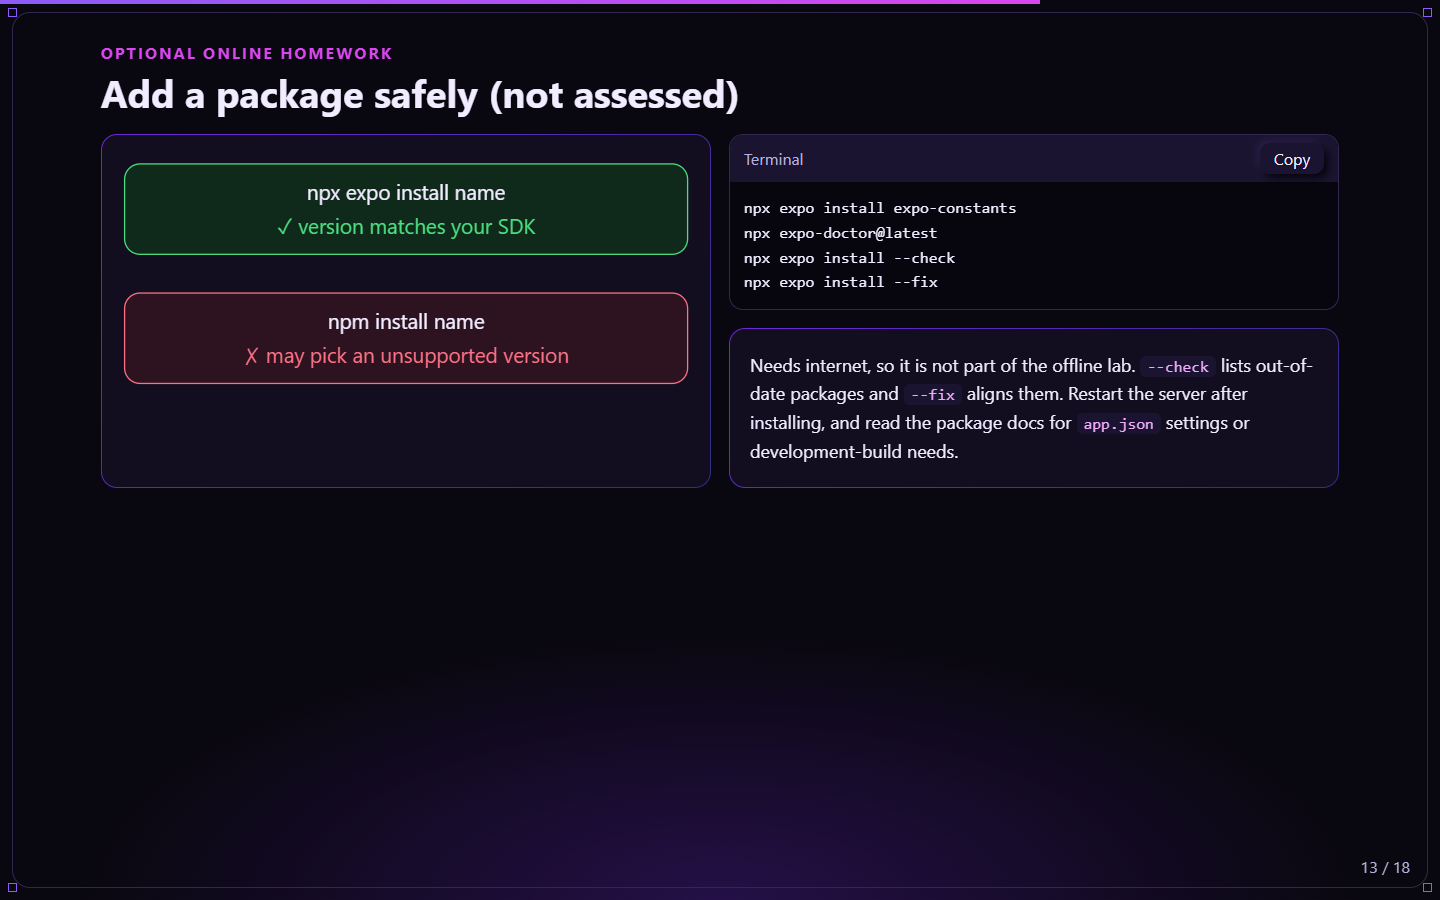 OPTIONAL ONLINE HOMEWORK
Add a package safely (not assessed)
npx expo install name
✓ version matches your SDK
npm install name
✗ may pick an unsupported version
Terminal
Copy
npx expo install expo-constants
npx expo-doctor@latest
npx expo install --check
npx expo install --fix
Needs internet, so it is not part of the offline lab. --check lists out-of-
date packages and --fix aligns them. Restart the server after
installing, and read the package docs for app.json settings or
development-build needs.
13 / 18